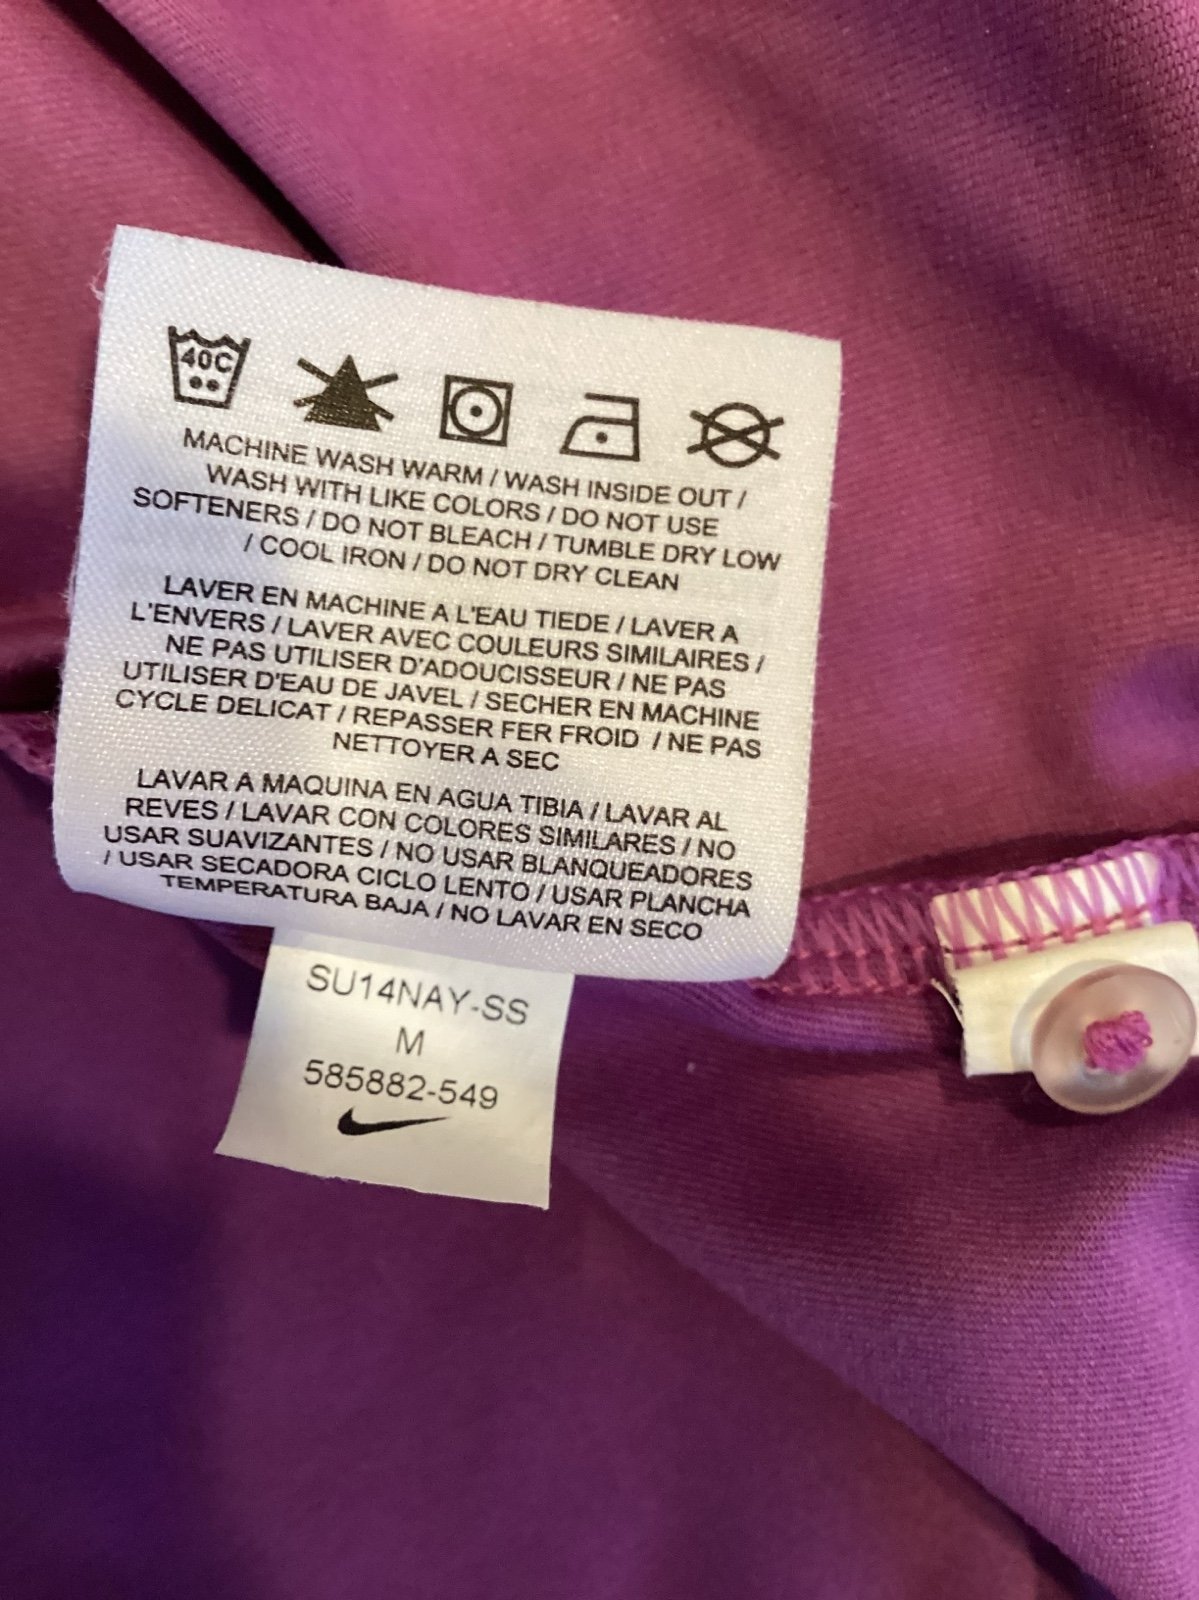 40C
MACHINE WASH WARM / WASH INSIDE OUT /
WASH WITH LIKE COLORS / DO NOT USE
SOFTENERS / DO NOT BLEACH / TUMBLE DRY LOW
/ COOL IRON / DO NOT DRY CLEAN
LAVER EN MACHINE A L'EAU TIEDE / LAVER A
L'ENVERS / LAVER AVEC COULEURS SIMILAIRES /
NE PAS UTILISER D'ADOUCISSEUR / NE PAS
UTILISER D'EAU DE JAVEL / SECHER EN MACHINE
CYCLE DELICAT / REPASSER FER FROID / NE PAS
NETTOYER A SEC
LAVAR A MAQUINA EN AGUA TIBIA / LAVAR AL
REVES / LAVAR CON COLORES SIMILARES / NO
USAR SUAVIZANTES / NO USAR BLANQUEADORES
/ USAR SECADORA CICLO LENTO / USAR PLANCHA
TEMPERATURA BAJA / NO LAVAR EN SECO
SU14NAY-SS
M
585882-549